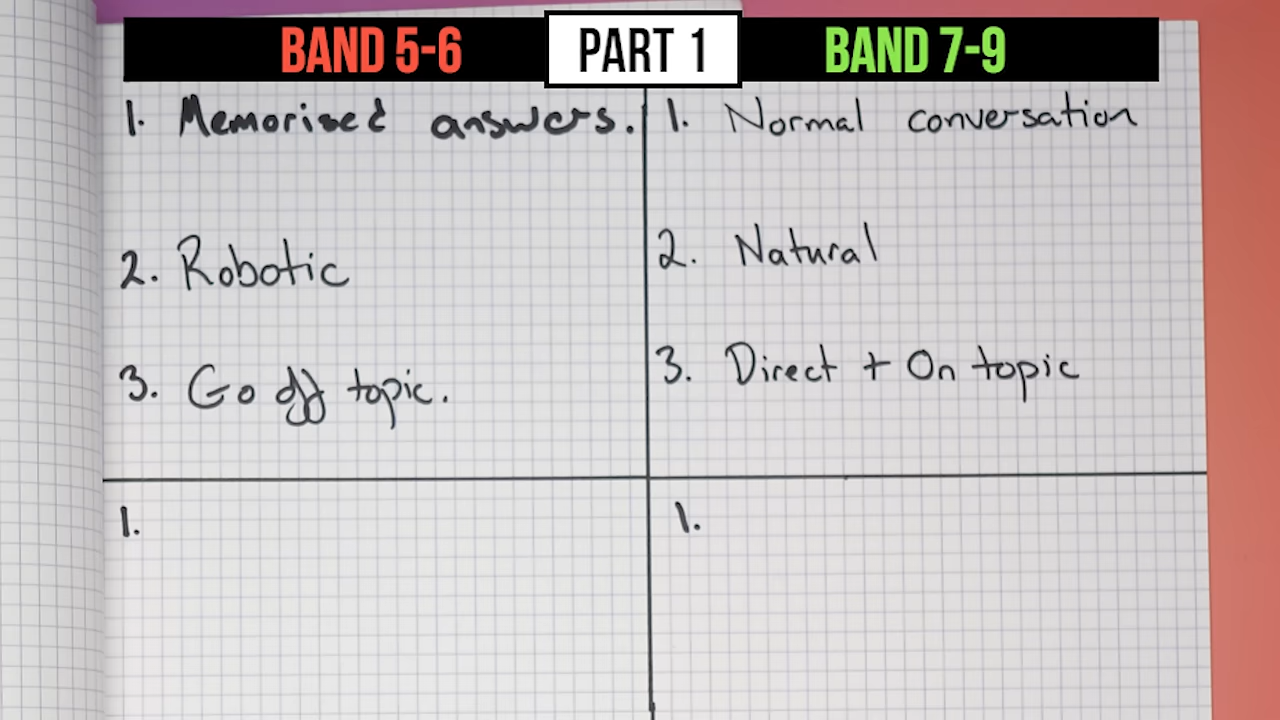 BAND 5-6 PART 1 BAND 7-9
1. Memorised answers.
1. Normal conversation
2. Robotic
2. Natural
3. Go off topic.
3. Direct + On topic
1.
1.